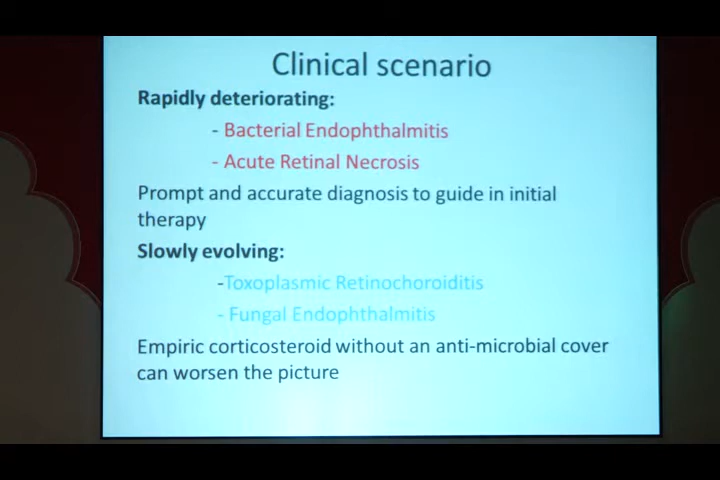 Clinical scenario
Rapidly deteriorating:
- Bacterial Endophthalmitis
- Acute Retinal Necrosis
Prompt and accurate diagnosis to guide in initial
therapy
Slowly evolving:
-Toxoplasmic Retinochoroiditis
- Fungal Endophthalmitis
Empiric corticosteroid without an anti-microbial cover
can worsen the picture